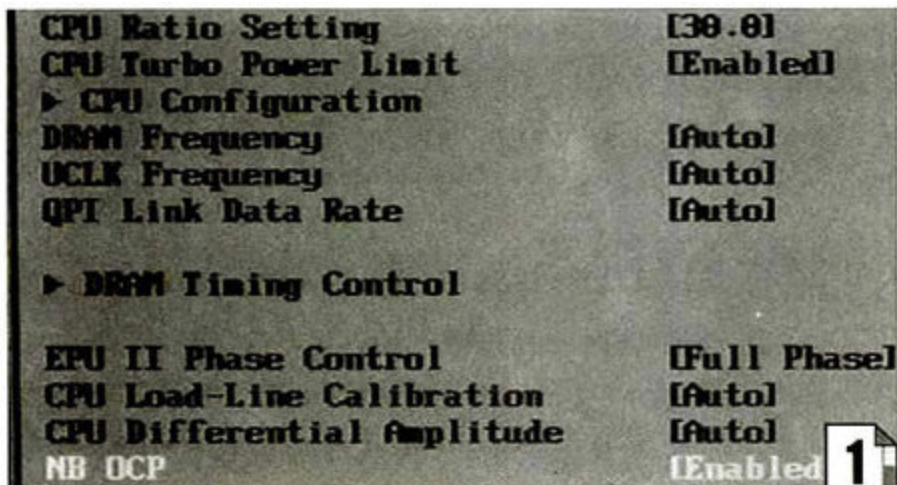 CPU Ratio Setting [30.0]
CPU Turbo Power Limit [Enabled]
► CPU Configuration
DRAM Frequency [Auto]
UCLK Frequency [Auto]
QPI Link Data Rate [Auto]
► DRAM Timing Control
EPU II Phase Control [Full Phase]
CPU Load-Line Calibration [Auto]
CPU Differential Amplitude [Auto]
NB OCP [Enabled
1